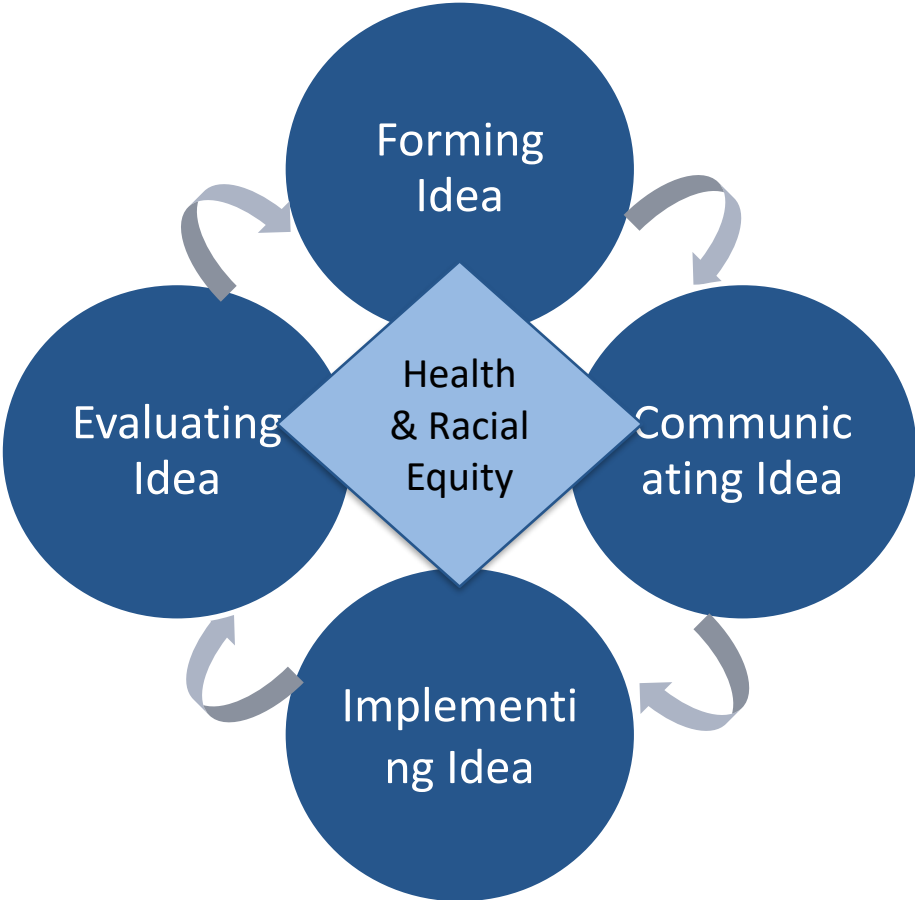 Forming
Idea
Health
& Racial
Equity
Evaluating
Idea
Communic
ating Idea
Implementi
ng Idea